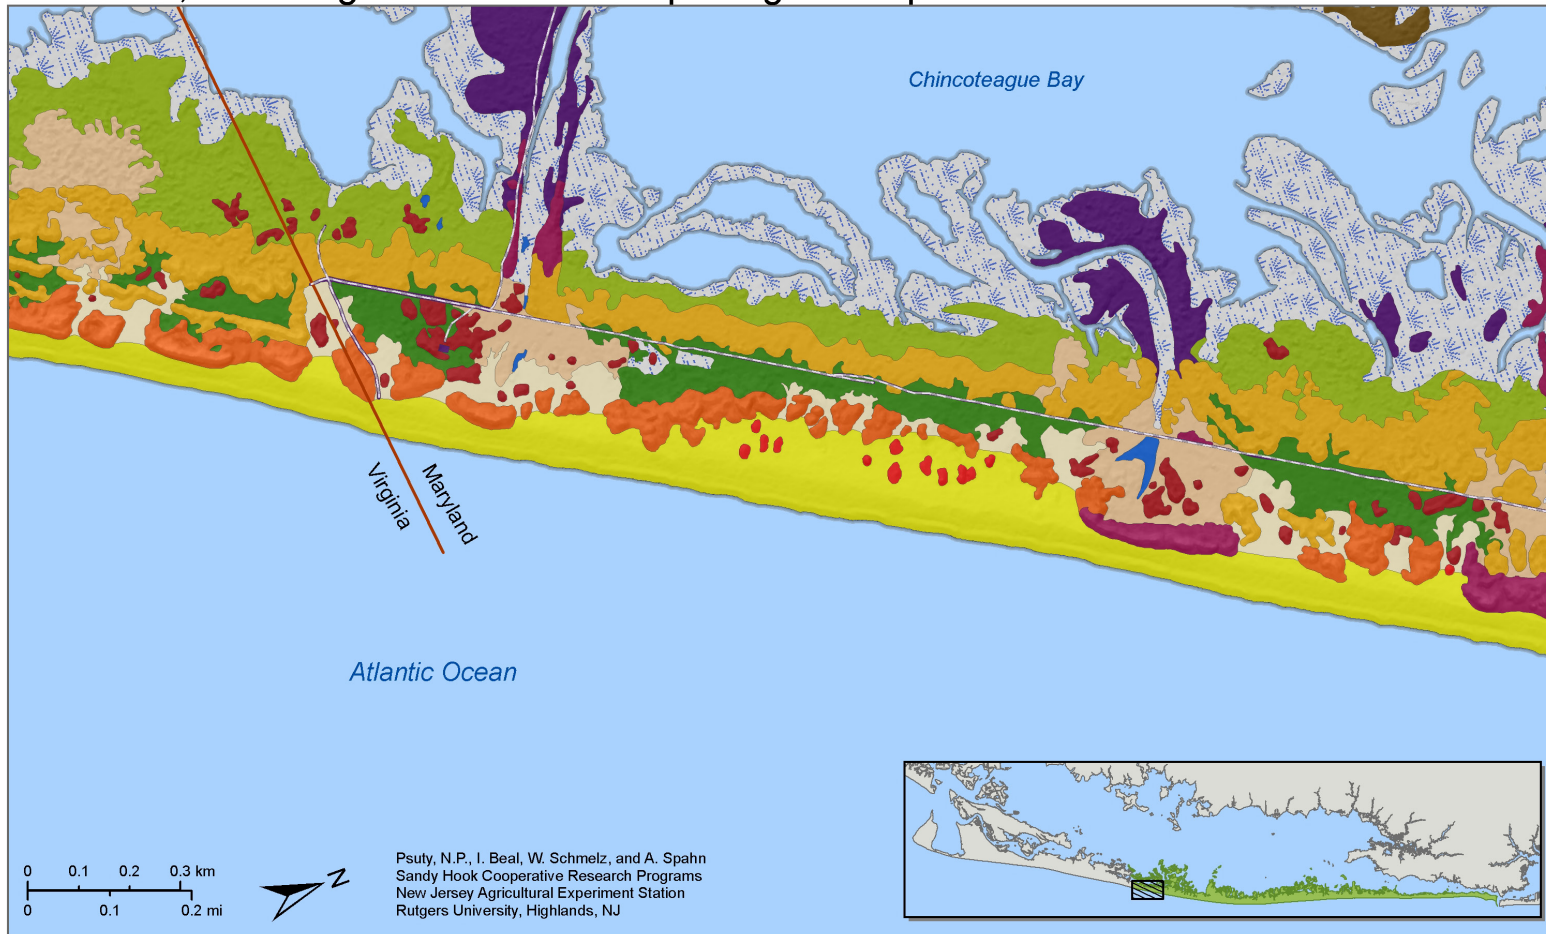 Chincoteague Bay
Virginia
Maryland
Atlantic Ocean
0 0.1 0.2 0.3 km
0 0.1 0.2 mi
N
Psuty, N.P., I. Beal, W. Schmelz, and A. Spahn
Sandy Hook Cooperative Research Programs
New Jersey Agricultural Experiment Station
Rutgers University, Highlands, NJ